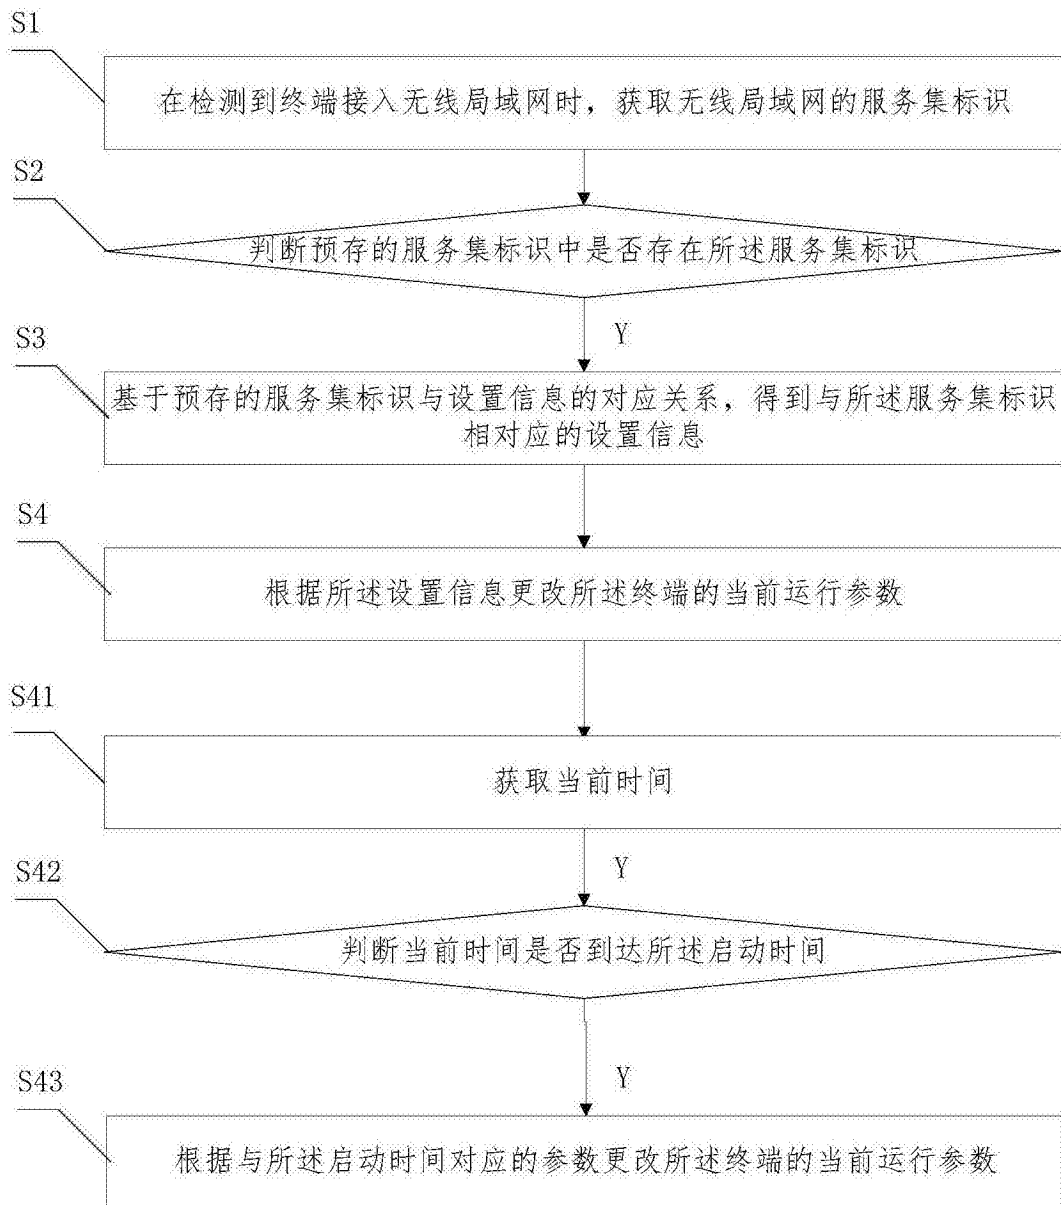 S1
在检测到终端接入无线局域网时，获取无线局域网的服务集标识
S2
判断预存的服务集标识中是否存在所述服务集标识
Y
S3
基于预存的服务集标识与设置信息的对应关系，得到与所述服务集标识
相对应的设置信息
S4
根据所述设置信息更改所述终端的当前运行参数
S41
获取当前时间
Y
S42
判断当前时间是否到达所述启动时间
Y
S43
根据与所述启动时间对应的参数更改所述终端的当前运行参数